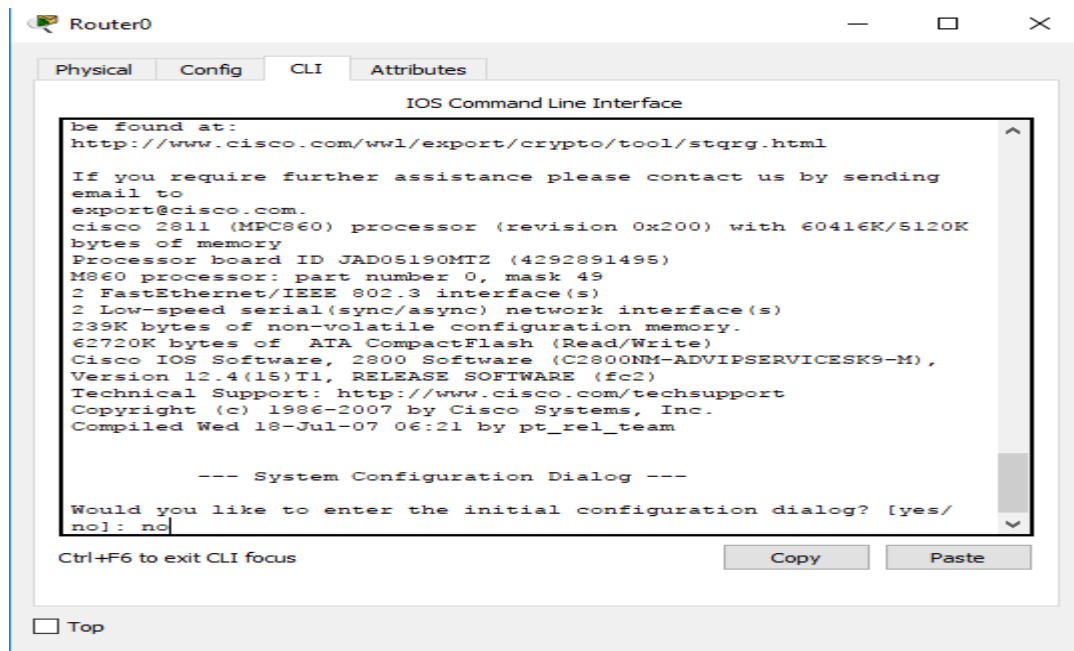 Router0
Physical Config CLI Attributes
IOS Command Line Interface
be found at:
http://www.cisco.com/wwl/export/crypto/tool/stqrg.html
If you require further assistance please contact us by sending
email to
export@cisco.com.
cisco 2811 (MPC860) processor (revision 0x200) with 60416K/5120K
bytes of memory
Processor board ID JAD05190MTZ (4292891495)
M860 processor: part number 0, mask 49
2 FastEthernet/IEEE 802.3 interface(s)
2 Low-speed serial(sync/async) network interface(s)
239K bytes of non-volatile configuration memory.
62720K bytes of ATA CompactFlash (Read/Write)
Cisco IOS Software, 2800 Software (C2800NM-ADVIPSERVICESK9-M),
Version 12.4(15)T1, RELEASE SOFTWARE (fc2)
Technical Support: http://www.cisco.com/techsupport
Copyright (c) 1986-2007 by Cisco Systems, Inc.
Compiled Wed 18-Jul-07 06:21 by pt_rel_team
--- System Configuration Dialog ---
Would you like to enter the initial configuration dialog? [yes/
no]: no
Ctrl+F6 to exit CLI focus
Copy Paste
Top